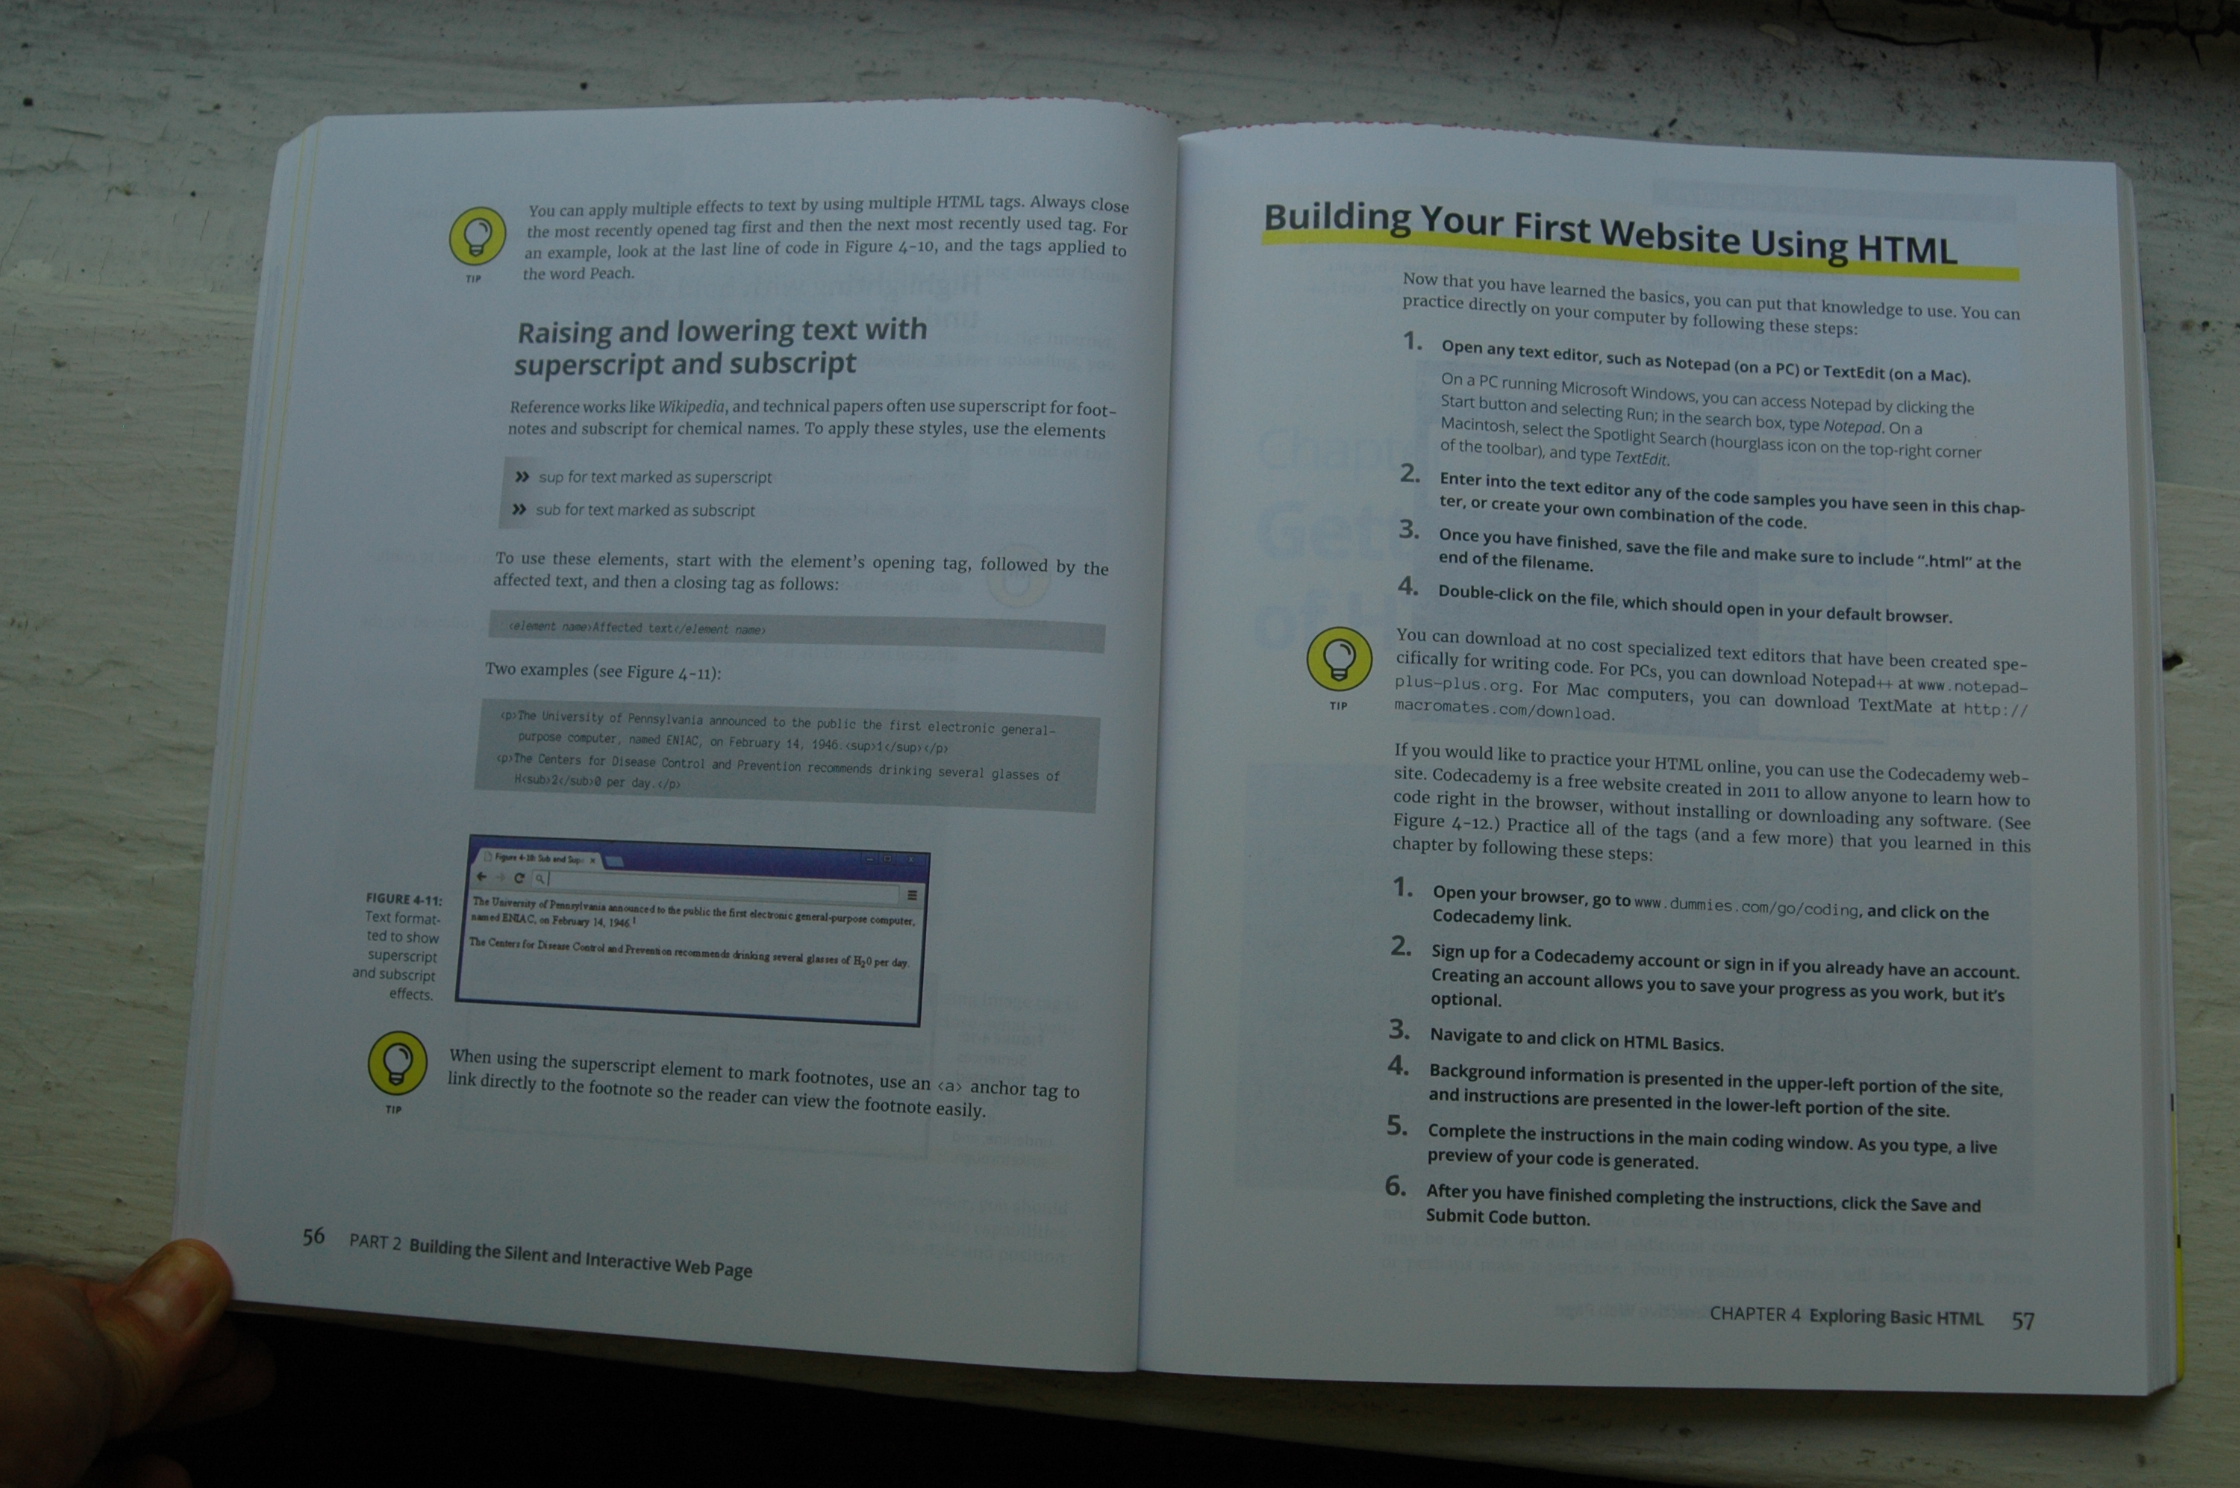 You can apply multiple effects to text by using multiple HTML tags. Always close
the most recently opened tag first and then the next most recently used tag. For
an example, look at the last line of code in Figure 4-10, and the tags applied to
the word Peach.
TIP
Raising and lowering text with
superscript and subscript
Reference works like Wikipedia, and technical papers often use superscript for foot-
notes and subscript for chemical names. To apply these styles, use the elements
» sup for text marked as superscript
» sub for text marked as subscript
To use these elements, start with the element's opening tag, followed by the
affected text, and then a closing tag as follows:
<element name>Affected text</element name>
Two examples (see Figure 4-11):
<p>The University of Pennsylvania announced to the public the first electronic general-
purpose computer, named ENIAC, on February 14, 1946.<sup>1</sup></p>
<p>The Centers for Disease Control and Prevention recommends drinking several glasses of
H<sub>2</sub>0 per day.</p>
Figure 4-10: Sub and Sup
The University of Pennsylvania announced to the public the first electronic general-purpose computer,
named ENIAC, on February 14, 1946.1
The Centers for Disease Control and Prevention recommends drinking several glasses of H20 per day.
FIGURE 4-11:
Text format-
ted to show
superscript
and subscript
effects.
When using the superscript element to mark footnotes, use an <a> anchor tag to
link directly to the footnote so the reader can view the footnote easily.
TIP
56 PART 2 Building the Silent and Interactive Web Page
Building Your First Website Using HTML
Now that you have learned the basics, you can put that knowledge to use. You can
practice directly on your computer by following these steps:
1. Open any text editor, such as Notepad (on a PC) or TextEdit (on a Mac).
On a PC running Microsoft Windows, you can access Notepad by clicking the
Start button and selecting Run; in the search box, type Notepad. On a
Macintosh, select the Spotlight Search (hourglass icon on the top-right corner
of the toolbar), and type TextEdit.
2. Enter into the text editor any of the code samples you have seen in this chap-
ter, or create your own combination of the code.
3. Once you have finished, save the file and make sure to include ".html" at the
end of the filename.
4. Double-click on the file, which should open in your default browser.
You can download at no cost specialized text editors that have been created spe-
cifically for writing code. For PCs, you can download Notepad++ at www.notepad-
plus-plus.org. For Mac computers, you can download TextMate at http://
macromates.com/download.
TIP
If you would like to practice your HTML online, you can use the Codecademy web-
site. Codecademy is a free website created in 2011 to allow anyone to learn how to
code right in the browser, without installing or downloading any software. (See
Figure 4-12.) Practice all of the tags (and a few more) that you learned in this
chapter by following these steps:
1. Open your browser, go to www.dummies.com/go/coding, and click on the
Codecademy link.
2. Sign up for a Codecademy account or sign in if you already have an account.
Creating an account allows you to save your progress as you work, but it's
optional.
3. Navigate to and click on HTML Basics.
4. Background information is presented in the upper-left portion of the site,
and instructions are presented in the lower-left portion of the site.
5. Complete the instructions in the main coding window. As you type, a live
preview of your code is generated.
6. After you have finished completing the instructions, click the Save and
Submit Code button.
CHAPTER 4 Exploring Basic HTML 57